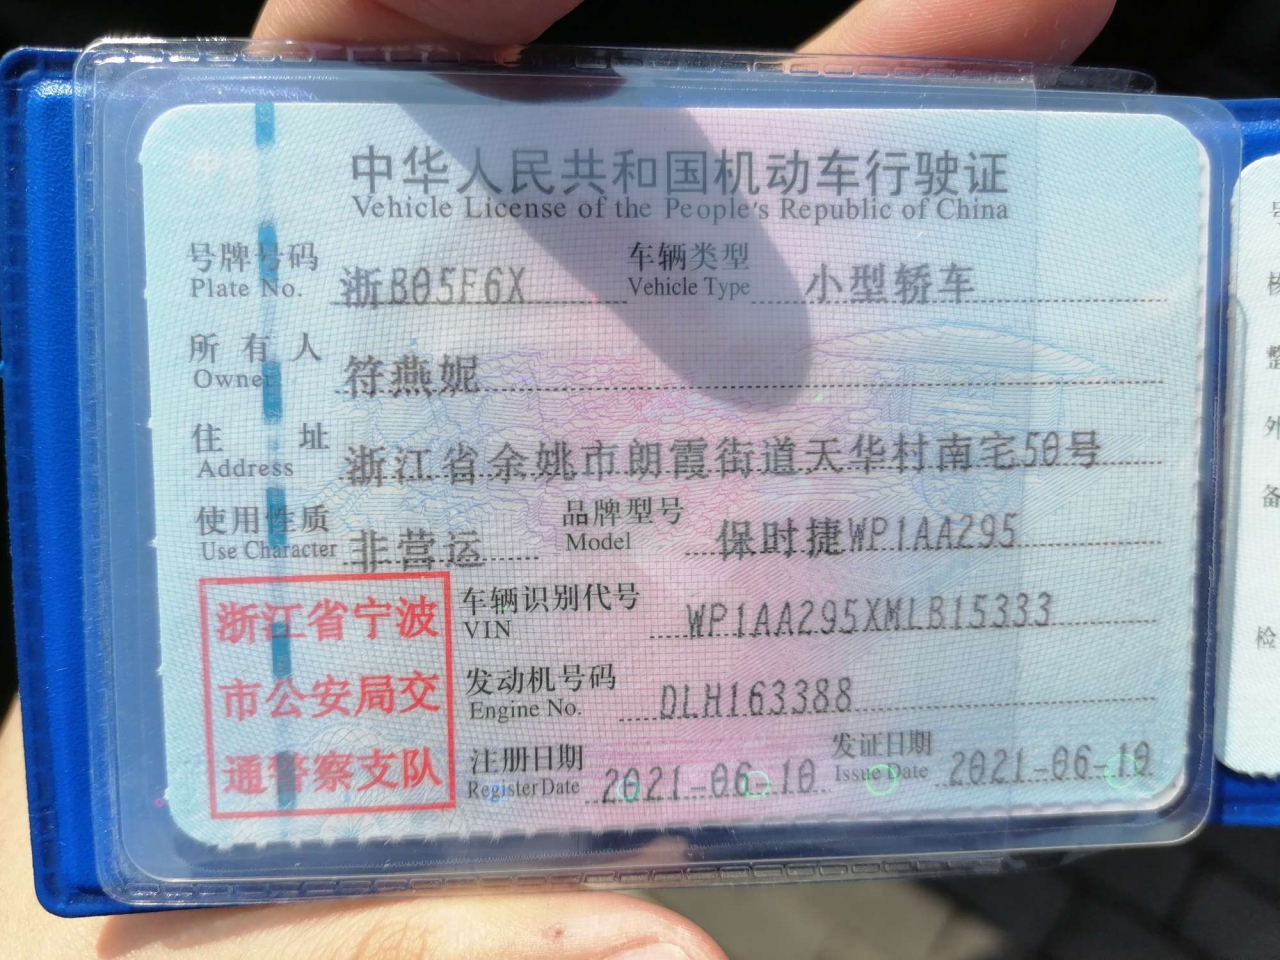 中华人民共和国机动车行驶证
Vehicle License of the People's Republic of China
号牌号码 浙B05F6X 车辆类型 小型轿车
Plate No. Vehicle Type
所有人 符燕妮
Owner
住址 浙江省余姚市朗霞街道天华村南宅50号
Address
使用性质 非营运 品牌型号 保时捷WP1AA295
Use Character Model
浙江省宁波
市公安局交
通警察支队
车辆识别代号 WP1AA295XMLB15333
VIN
发动机号码 DLH163388
Engine No.
注册日期 2021-06-10 发证日期 2021-06-10
Register Date Issue Date
号
核
整
外
备
检